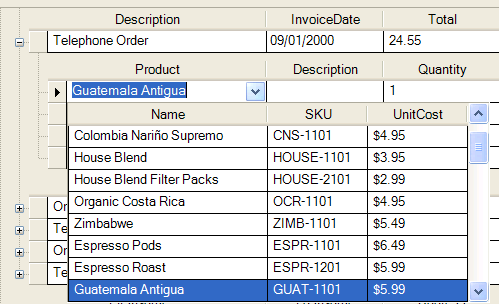 Description InvoiceDate Total
Telephone Order 09/01/2000 24.55
Product Description Quantity
Guatemala Antigua 1
Name SKU UnitCost
Colombia Nariño Supremo CNS-1101 $4.95
House Blend HOUSE-1101 $3.95
House Blend Filter Packs HOUSE-2101 $2.99
Organic Costa Rica OCR-1101 $4.95
Zimbabwe ZIMB-1101 $5.49
Espresso Pods ESPR-1101 $6.49
Espresso Roast ESPR-1201 $5.99
Guatemala Antigua GUAT-1101 $5.99
Or
Te
Or
Te